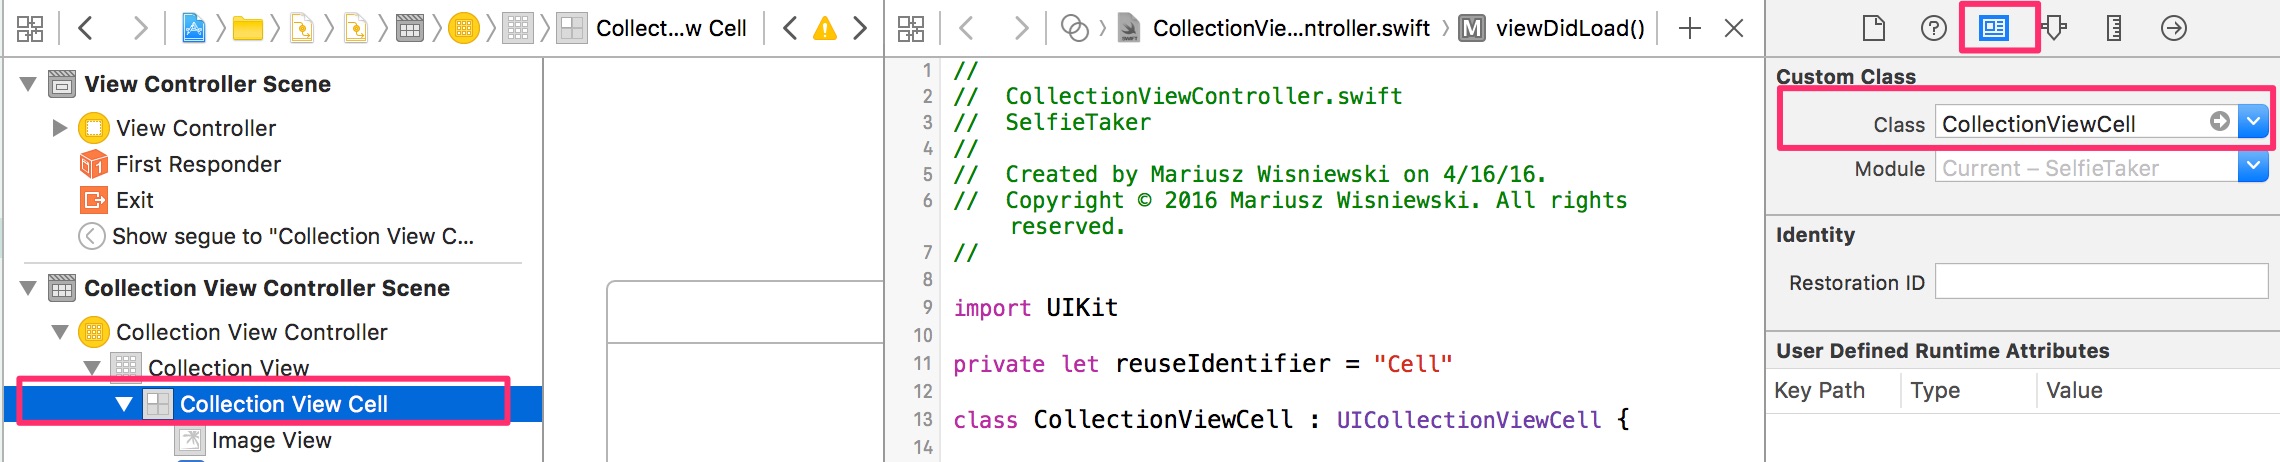 Collect...w Cell
CollectionVie...ntroller.swift
M
viewDidLoad()
View Controller Scene
View Controller
First Responder
Exit
Show segue to "Collection View C...
Collection View Controller Scene
Collection View Controller
Collection View
Collection View Cell
Image View
1 //
2 // CollectionViewController.swift
3 // SelfieTaker
4 //
5 // Created by Mariusz Wisniewski on 4/16/16.
6 // Copyright © 2016 Mariusz Wisniewski. All rights
reserved.
7 //
8
9 import UIKit
10
11 private let reuseIdentifier = "Cell"
12
13 class CollectionViewCell : UICollectionViewCell {
14
Custom Class
Class CollectionViewCell
Module Current – SelfieTaker
Identity
Restoration ID
User Defined Runtime Attributes
Key Path Type Value